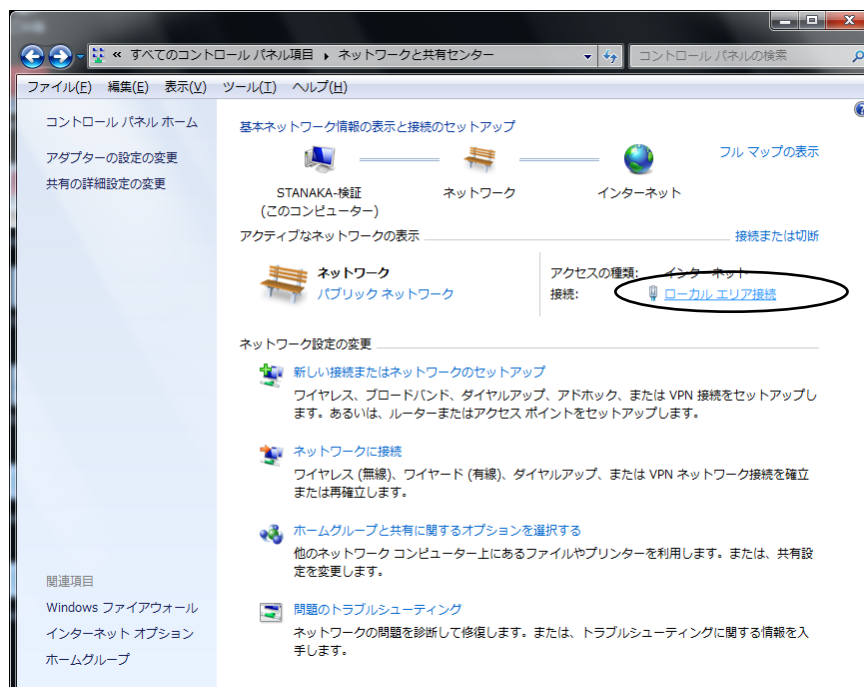 « すべてのコントロール パネル項目 ▸ ネットワークと共有センター
コントロール パネルの検索
ファイル(F) 編集(E) 表示(V) ツール(T) ヘルプ(H)
コントロール パネル ホーム
アダプターの設定の変更
共有の詳細設定の変更
基本ネットワーク情報の表示と接続のセットアップ
フル マップの表示
STANAKA-検証
(このコンピューター)
ネットワーク
インターネット
アクティブなネットワークの表示
接続または切断
ネットワーク
パブリック ネットワーク
アクセスの種類: インターネット
接続: ローカル エリア接続
ネットワーク設定の変更
新しい接続またはネットワークのセットアップ
ワイヤレス、ブロードバンド、ダイヤルアップ、アドホック、または VPN 接続をセットアップし
ます。あるいは、ルーターまたはアクセス ポイントをセットアップします。
ネットワークに接続
ワイヤレス (無線)、ワイヤード (有線)、ダイヤルアップ、または VPN ネットワーク接続を確立
または再確立します。
ホームグループと共有に関するオプションを選択する
他のネットワーク コンピューター上にあるファイルやプリンターを利用します。または、共有設
定を変更します。
問題のトラブルシューティング
ネットワークの問題を診断して修復します。または、トラブルシューティングに関する情報を入
手します。
関連項目
Windows ファイアウォール
インターネット オプション
ホームグループ